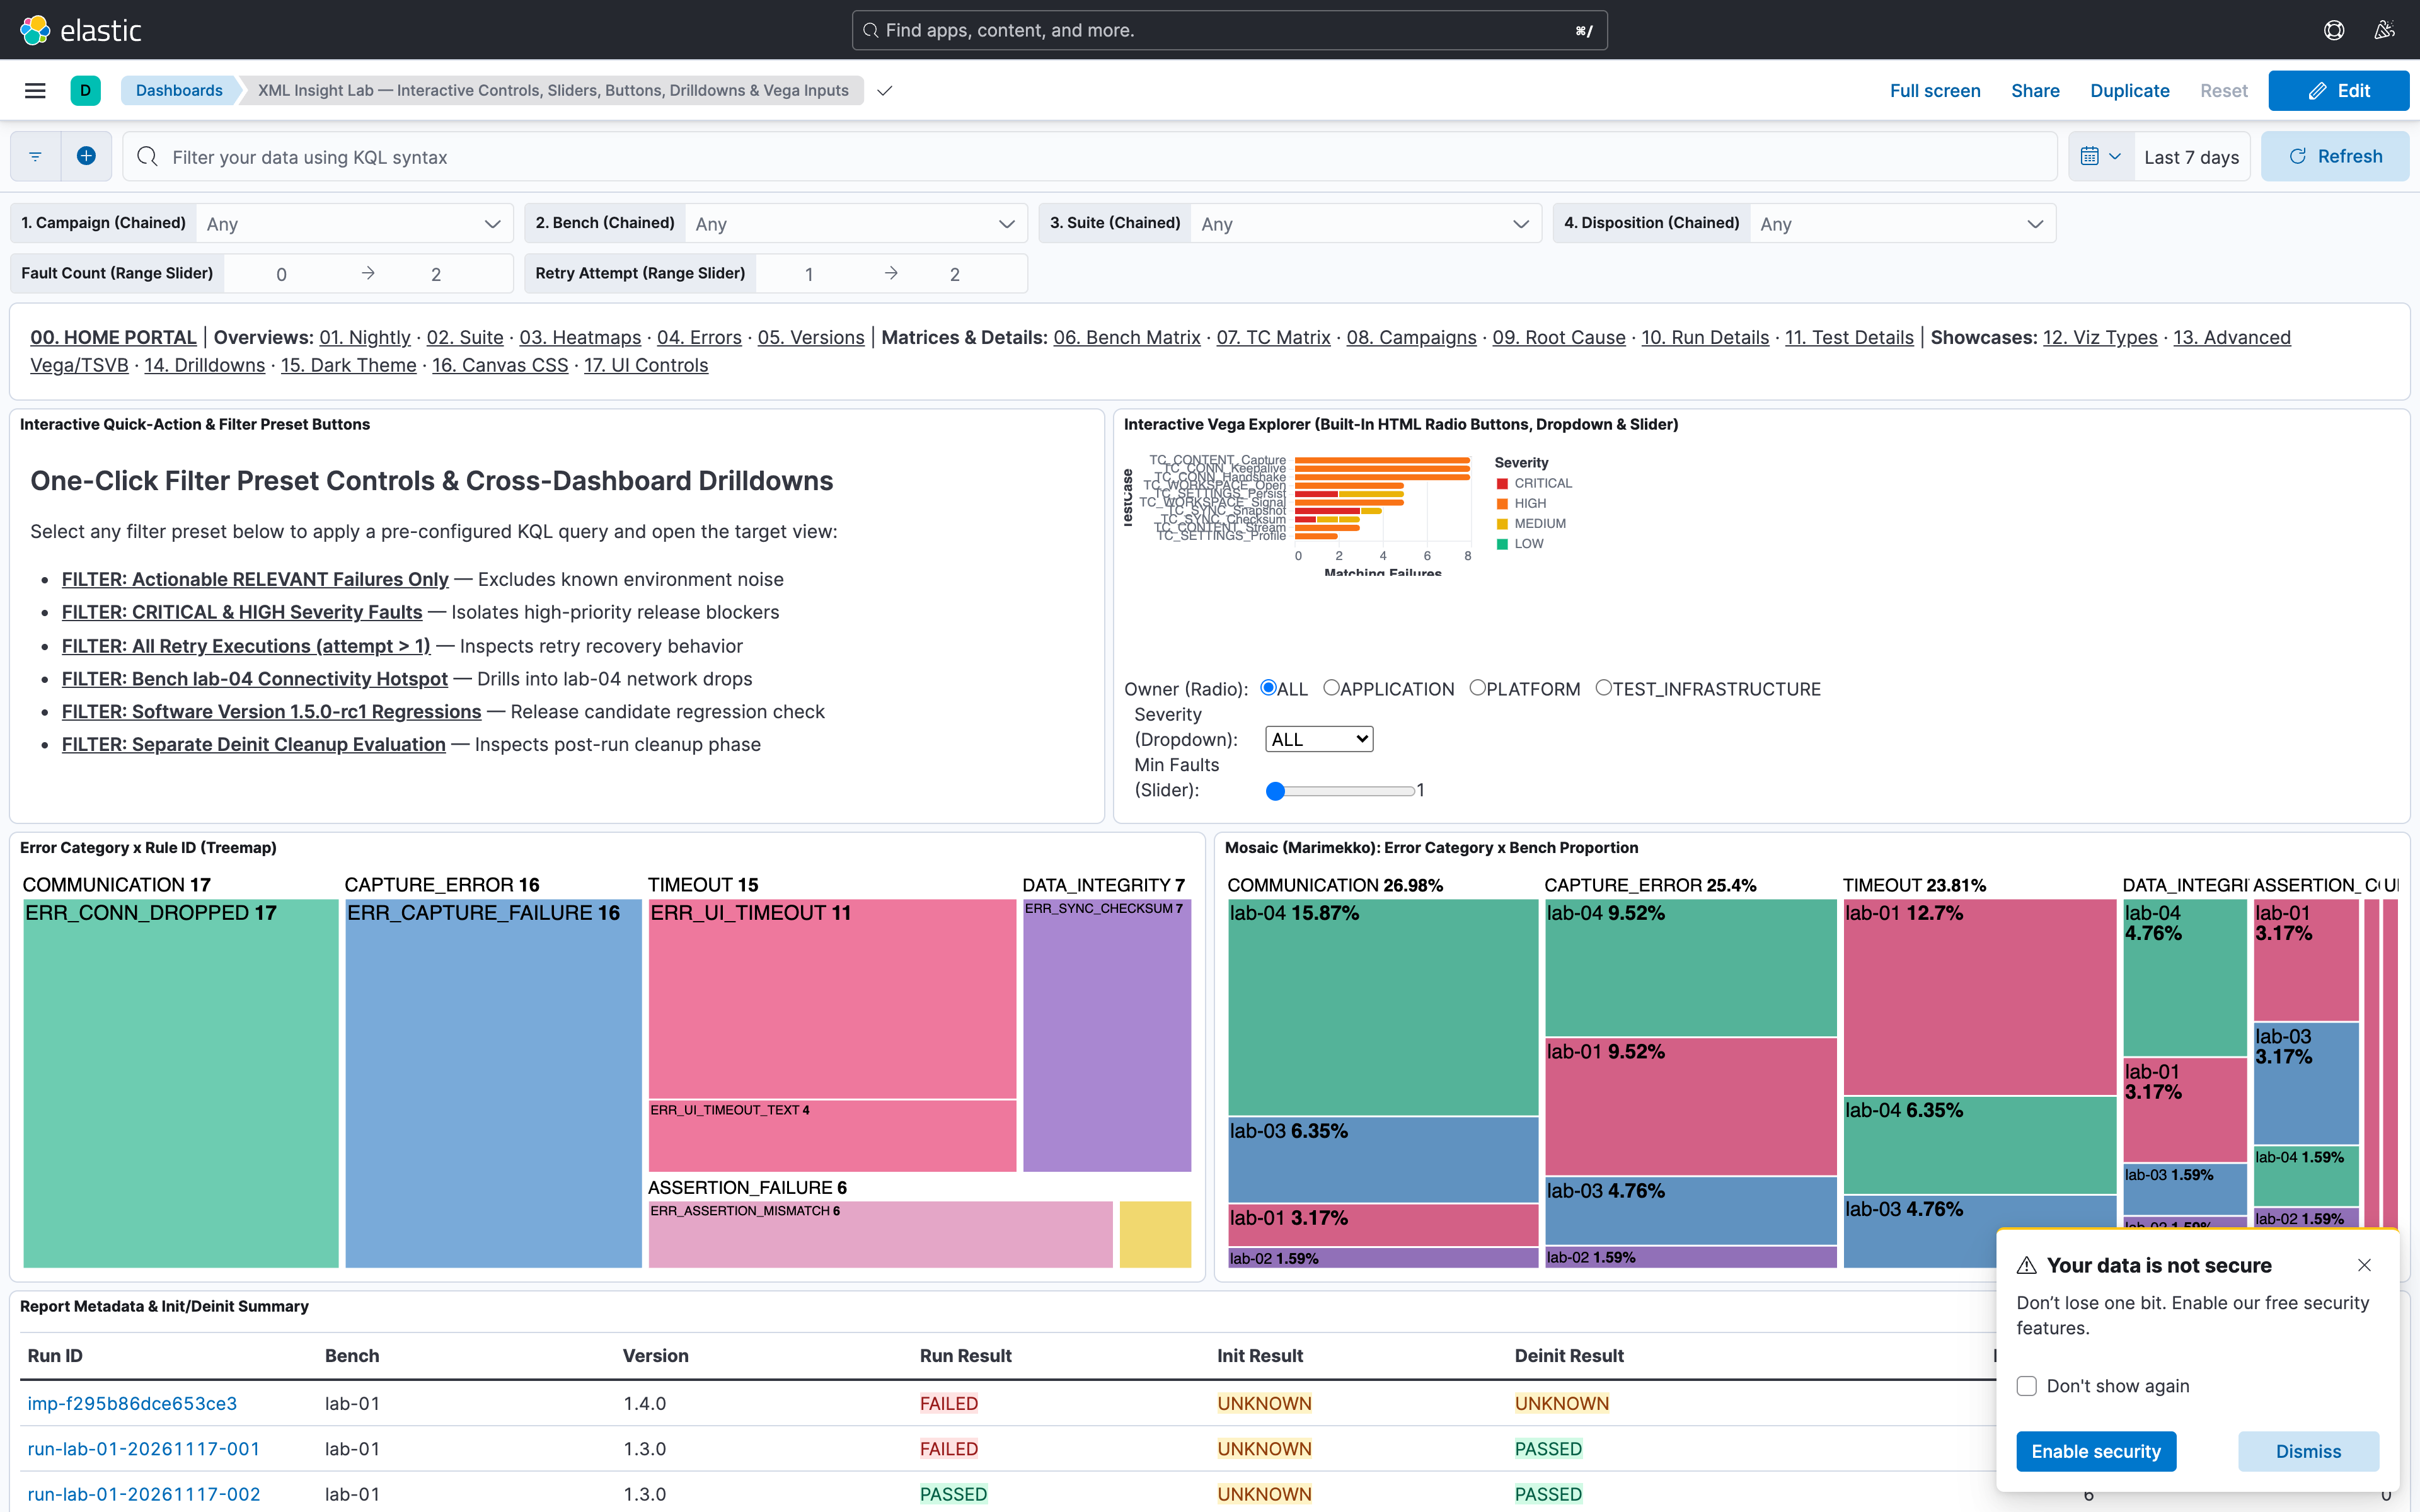 elastic
Find apps, content, and more.
⌘/
D
Dashboards
XML Insight Lab — Interactive Controls, Sliders, Buttons, Drilldowns & Vega Inputs
Full screen
Share
Duplicate
Reset
Edit
Filter your data using KQL syntax
Last 7 days
Refresh
1. Campaign (Chained) Any
2. Bench (Chained) Any
3. Suite (Chained) Any
4. Disposition (Chained) Any
Fault Count (Range Slider) 0 → 2
Retry Attempt (Range Slider) 1 → 2
00. HOME PORTAL | Overviews: 01. Nightly · 02. Suite · 03. Heatmaps · 04. Errors · 05. Versions | Matrices & Details: 06. Bench Matrix · 07. TC Matrix · 08. Campaigns · 09. Root Cause · 10. Run Details · 11. Test Details | Showcases: 12. Viz Types · 13. Advanced
Vega/TSVB · 14. Drilldowns · 15. Dark Theme · 16. Canvas CSS · 17. UI Controls
Interactive Quick-Action & Filter Preset Buttons
One-Click Filter Preset Controls & Cross-Dashboard Drilldowns
Select any filter preset below to apply a pre-configured KQL query and open the target view:
• FILTER: Actionable RELEVANT Failures Only — Excludes known environment noise
• FILTER: CRITICAL & HIGH Severity Faults — Isolates high-priority release blockers
• FILTER: All Retry Executions (attempt > 1) — Inspects retry recovery behavior
• FILTER: Bench lab-04 Connectivity Hotspot — Drills into lab-04 network drops
• FILTER: Software Version 1.5.0-rc1 Regressions — Release candidate regression check
• FILTER: Separate Deinit Cleanup Evaluation — Inspects post-run cleanup phase
Interactive Vega Explorer (Built-In HTML Radio Buttons, Dropdown & Slider)
TestCase
TC_CONTENT_Capture
TC_CONN_Keepalive
TC_CONN_Handshake
TC_WORKSPACE_Open
TC_SETTINGS_Persist
TC_WORKSPACE_Signal
TC_SYNC_Snapshot
TC_SYNC_Checksum
TC_CONTENT_Stream
TC_SETTINGS_Profile
0 2 4 6 8
Matching Failures
Severity
CRITICAL
HIGH
MEDIUM
LOW
Owner (Radio): ALL APPLICATION PLATFORM TEST_INFRASTRUCTURE
Severity
(Dropdown): ALL
Min Faults
(Slider): 1
Error Category x Rule ID (Treemap)
COMMUNICATION 17
ERR_CONN_DROPPED 17
CAPTURE_ERROR 16
ERR_CAPTURE_FAILURE 16
TIMEOUT 15
ERR_UI_TIMEOUT 11
ERR_UI_TIMEOUT_TEXT 4
DATA_INTEGRITY 7
ERR_SYNC_CHECKSUM 7
ASSERTION_FAILURE 6
ERR_ASSERTION_MISMATCH 6
Mosaic (Marimekko): Error Category x Bench Proportion
COMMUNICATION 26.98%
lab-04 15.87%
lab-03 6.35%
lab-01 3.17%
lab-02 1.59%
CAPTURE_ERROR 25.4%
lab-04 9.52%
lab-01 9.52%
lab-03 4.76%
lab-02 1.59%
TIMEOUT 23.81%
lab-01 12.7%
lab-04 6.35%
lab-03 4.76%
DATA_INTEGRI
lab-04
4.76%
lab-01
3.17%
lab-03 1.59%
lab-02 1.59%
ASSERTION_
lab-01
3.17%
lab-03
3.17%
lab-04 1.59%
lab-02 1.59%
Report Metadata & Init/Deinit Summary
Run ID Bench Version Run Result Init Result Deinit Result
imp-f295b86dce653ce3 lab-01 1.4.0 FAILED UNKNOWN UNKNOWN
run-lab-01-20261117-001 lab-01 1.3.0 FAILED UNKNOWN PASSED
run-lab-01-20261117-002 lab-01 1.3.0 PASSED UNKNOWN PASSED 6 0
Your data is not secure
Don't lose one bit. Enable our free security
features.
Don't show again
Enable security
Dismiss